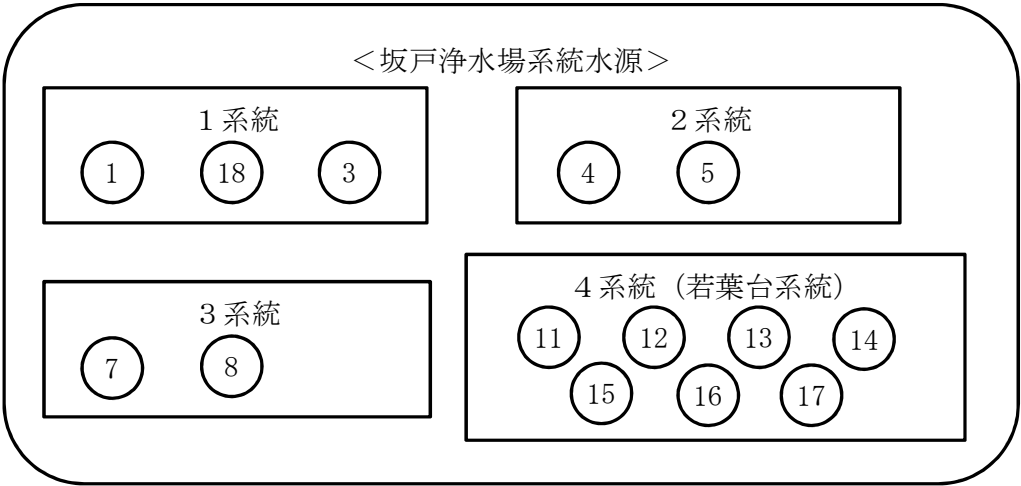 ＜坂戸浄水場系統水源＞
１系統
1 18 3
２系統
4 5
３系統
7 8
４系統（若葉台系統）
11 12 13 14
15 16 17